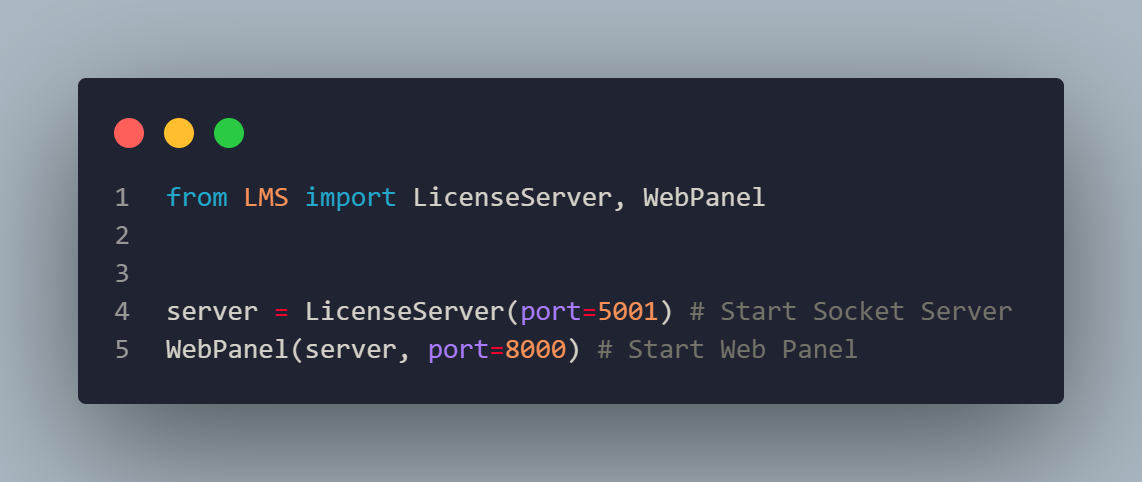 1 from LMS import LicenseServer, WebPanel
2
3
4 server = LicenseServer(port=5001) # Start Socket Server
5 WebPanel(server, port=8000) # Start Web Panel